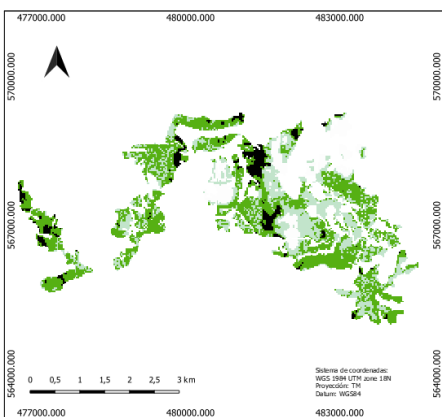 477000.000 480000.000 483000.000
570000.000 570000.000
567000.000 567000.000
564000.000 564000.000
0 0,5 1 1,5 2 2,5 3 km
Sistema de coordenadas:
WGS 1984 UTM zone 18N
Proyección: TM
Datum: WGS84
477000.000 480000.000 483000.000